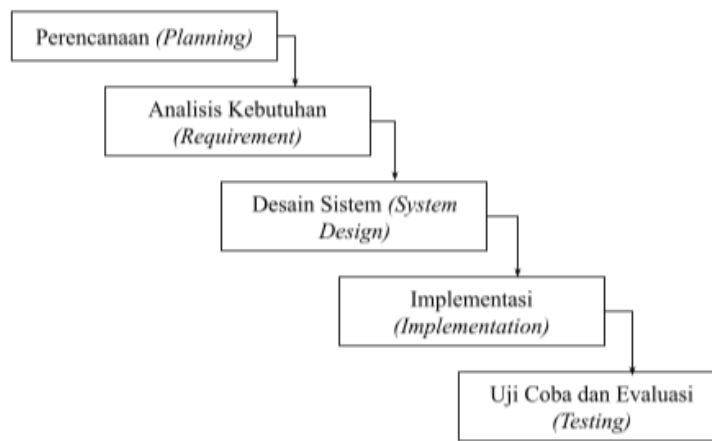 Perencanaan (Planning)
Analisis Kebutuhan
(Requirement)
Desain Sistem (System
Design)
Implementasi
(Implementation)
Uji Coba dan Evaluasi
(Testing)